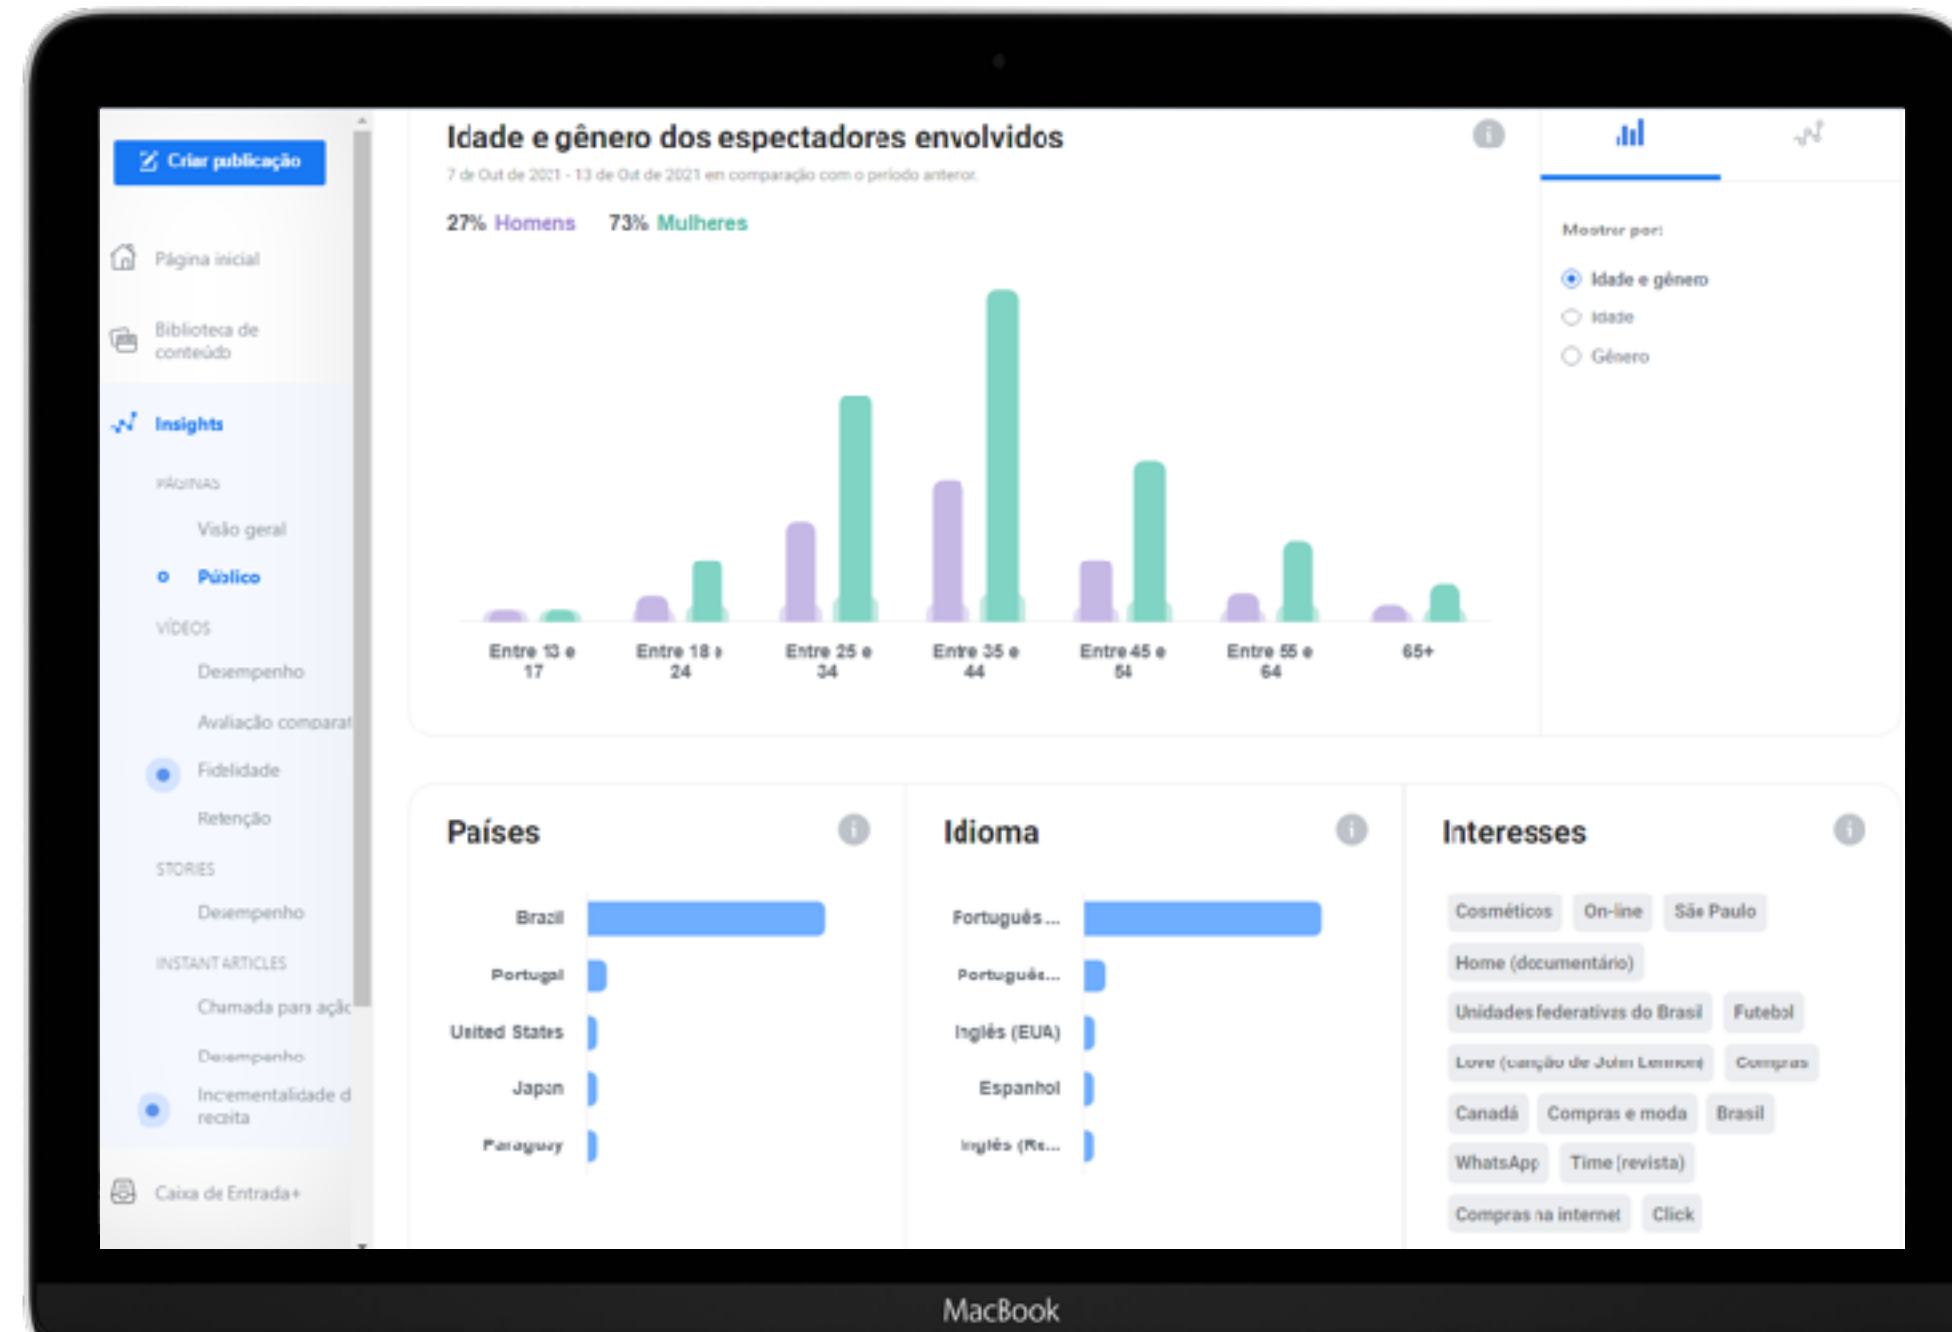 Criar publicação
Página inicial
Biblioteca de
conteúdo
Insights
PÁGINAS
Visão geral
Público
VÍDEOS
Desempenho
Avaliação comparat
Fidelidade
Retenção
STORIES
Desempenho
INSTANT ARTICLES
Chamada para ação
Desempenho
Incrementalidade d
receita
Caixa de Entrada+
Idade e gênero dos espectadores envolvidos
7 de Out de 2021 - 13 de Out de 2021 em comparação com o período anterior.
27% Homens 73% Mulheres
Entre 13 e
17
Entre 18 e
24
Entre 25 e
34
Entre 35 e
44
Entre 45 e
54
Entre 55 e
64
65+
Mostrar por:
Idade e gênero
Idade
Gênero
Países
Brazil
Portugal
United States
Japan
Paraguay
Idioma
Português ...
Português...
Inglês (EUA)
Espanhol
Inglês (Re...
Interesses
Cosméticos On-line São Paulo
Home (documentário)
Unidades federativas do Brasil Futebol
Love (canção de John Lennon) Compras
Canadá Compras e moda Brasil
WhatsApp Time (revista)
Compras na internet Click
MacBook